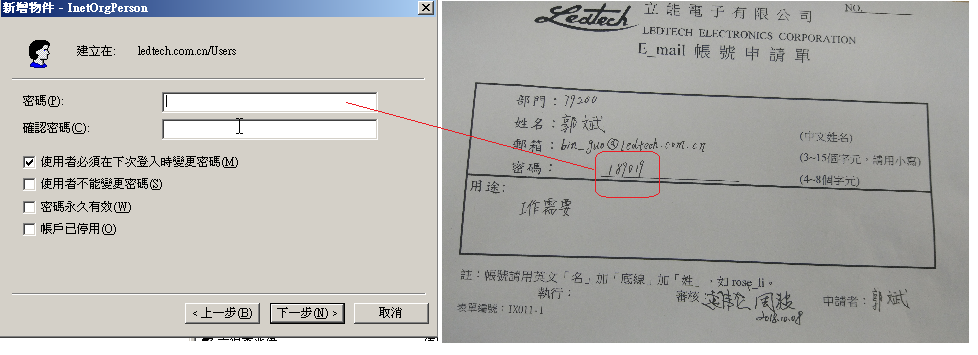 新增物件 - InetOrgPerson
建立在: ledtech.com.cn/Users
密碼(P):
確認密碼(C):
使用者必須在下次登入時變更密碼(M)
使用者不能變更密碼(S)
密碼永久有效(W)
帳戶已停用(O)
< 上一步(B)
下一步(N) >
取消
Ledtech 立能電子有限公司 NO.
LEDTECH ELECTRONICS CORPORATION
E_mail 帳號申請單
部門：79200
姓名：郭斌 (中文姓名)
郵箱：bin_guo@ledtech.com.cn (3~15個字元，請用小寫)
密碼：189019 (4~8個字元)
用途:
工作需要
註：帳號請用英文「名」加「底線」加「姓」，如 rose_li。
執行： 審核: 申請者：郭斌
2018.10.08
表單編號：IX011-1